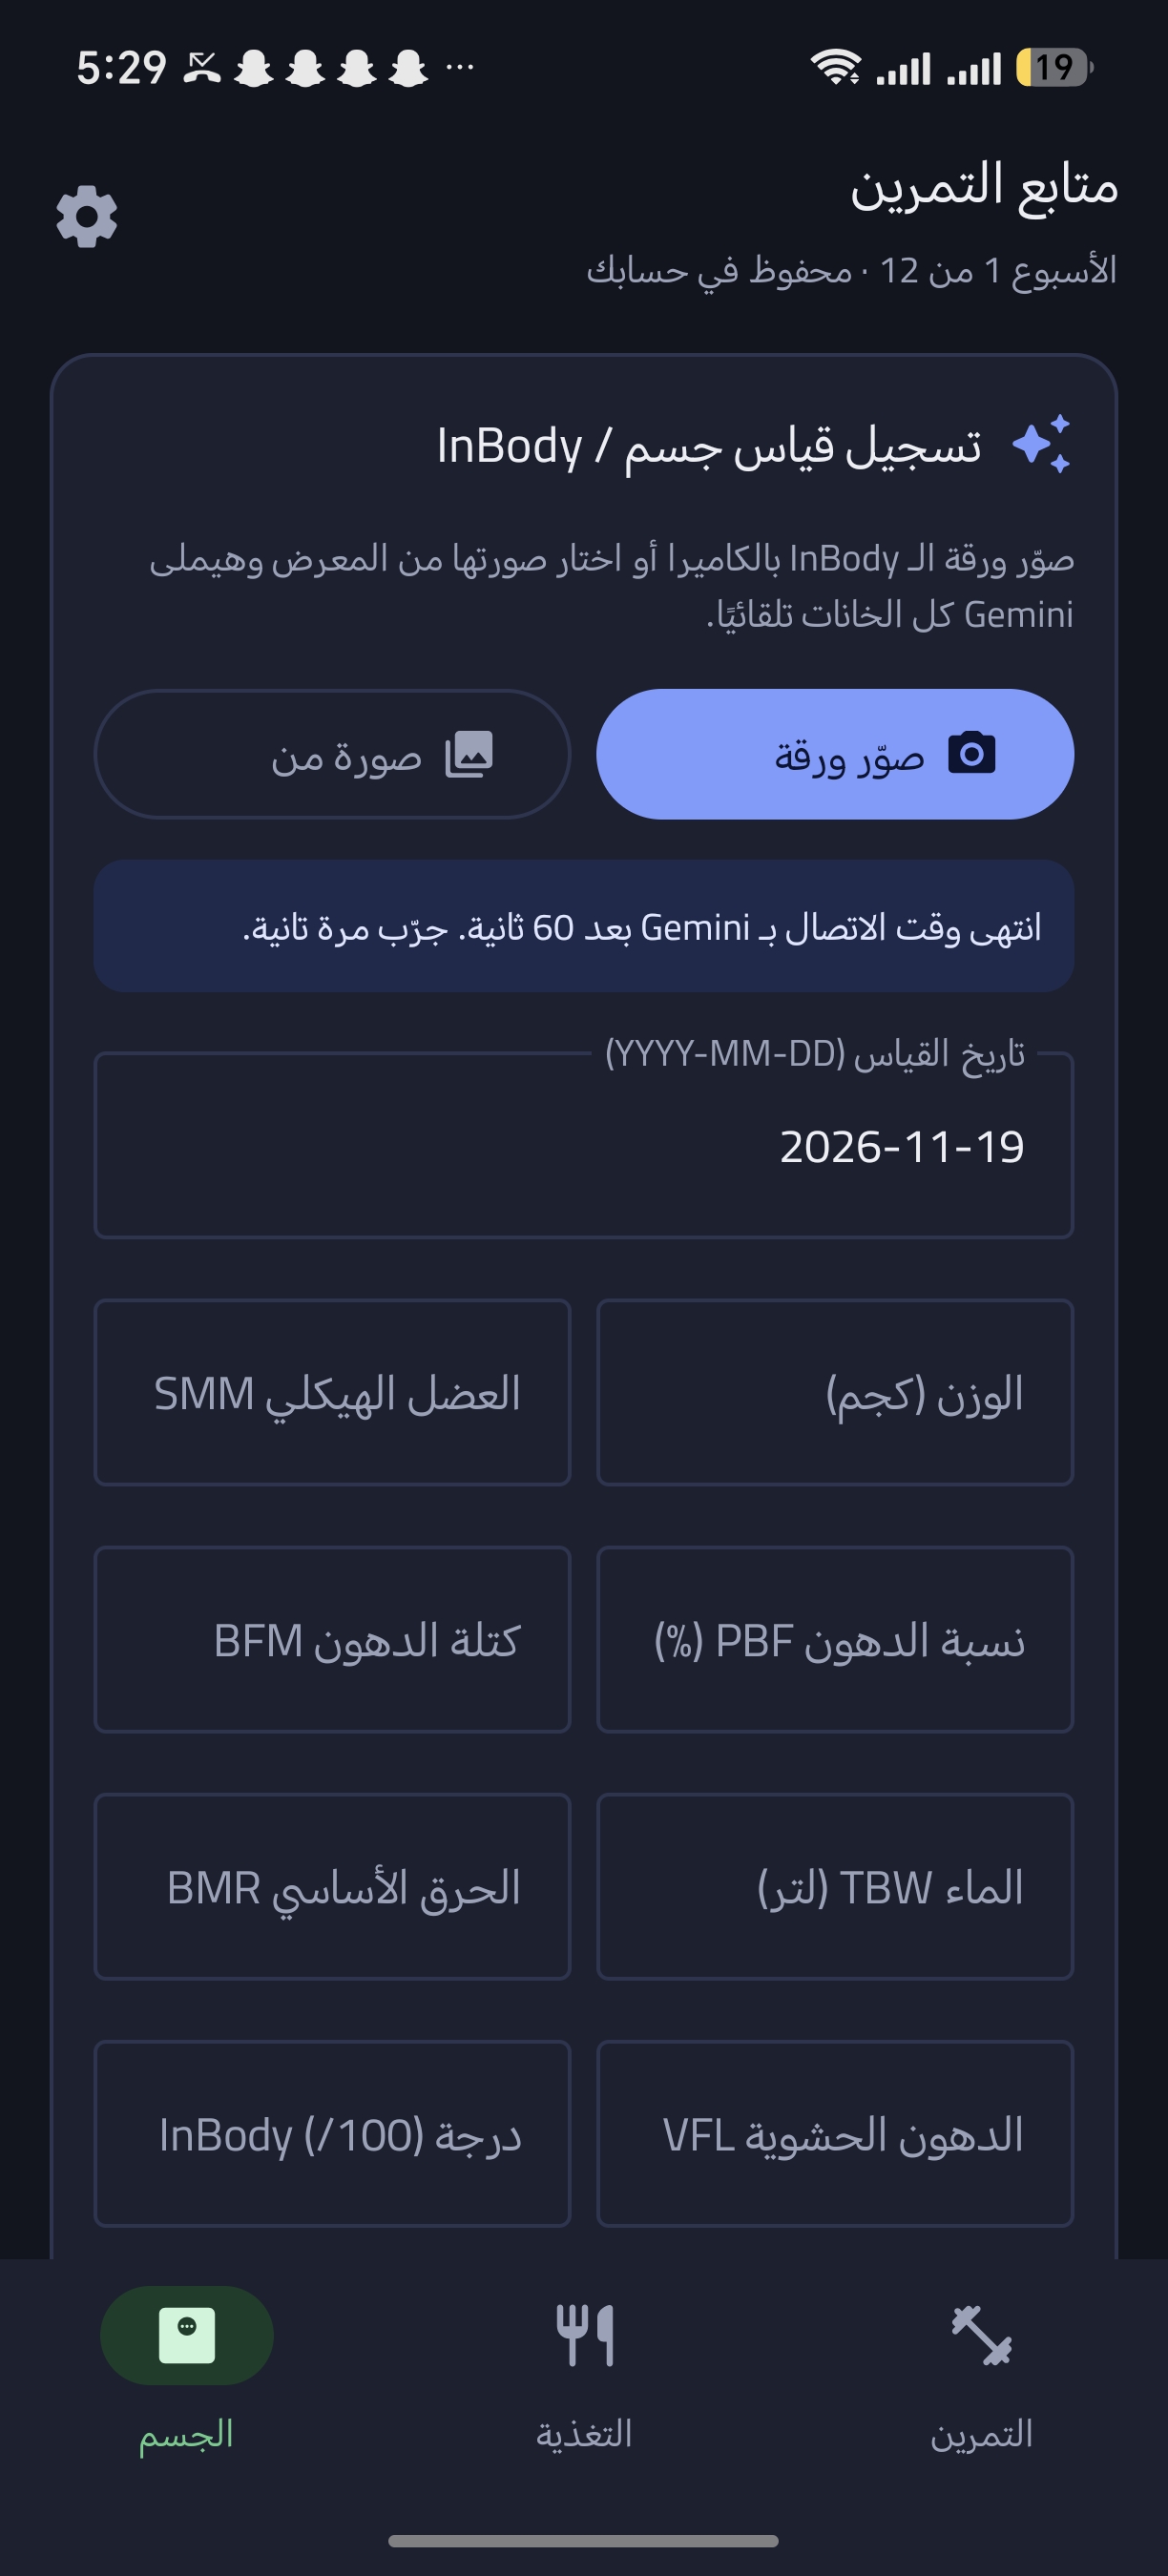 5:29
19
متابع التمرين
الأسبوع 1 من 12 · محفوظ في حسابك
تسجيل قياس جسم / InBody
صوّر ورقة الـ InBody بالكاميرا أو اختار صورتها من المعرض وهيملى
Gemini كل الخانات تلقائيًا.
صوّر ورقة
صورة من
انتهى وقت الاتصال بـ Gemini بعد 60 ثانية. جرّب مرة تانية.
تاريخ القياس (YYYY-MM-DD)
2026-11-19
الوزن (كجم)
العضل الهيكلي SMM
نسبة الدهون PBF (%)
كتلة الدهون BFM
الماء TBW (لتر)
الحرق الأساسي BMR
الدهون الحشوية VFL
درجة InBody (/100)
التمرين
التغذية
الجسم